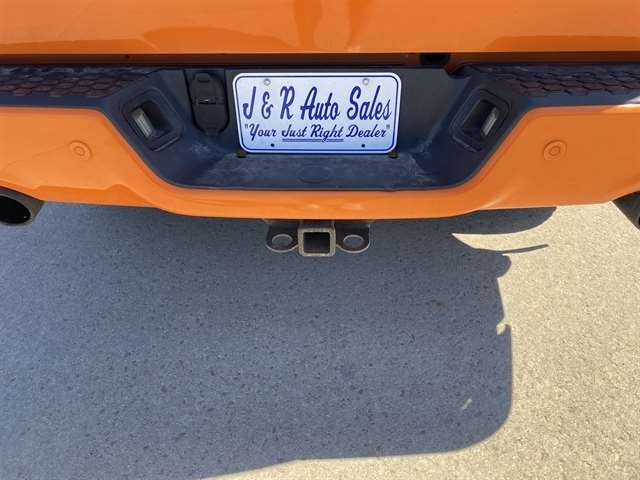 J & R Auto Sales
"Your Just Right Dealer"